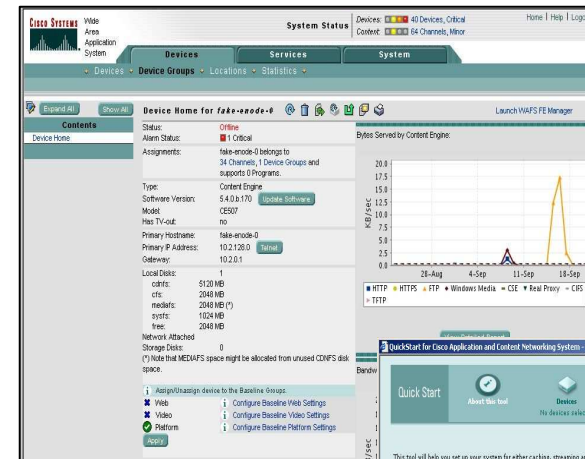 CISCO SYSTEMS
Wide
Area
Application
System
System Status
Devices: 40 Devices, Critical
Content: 64 Channels, Minor
Home | Help |
Devices
Services
System
Devices
Device Groups
Locations
Statistics
Expand All
Show All
Device Home for fake-enode-0
Launch WAFS FE Manager
Contents
Device Home
Status: Offline
Alarm Status: 1 Critical
Assignments: fake-enode-0 belongs to
34 Channels, 1 Device Groups and
supports 0 Programs.
Type: Content Engine
Software Version: 5.4.0.b.170 Update Software
Model: CE507
Has TV-out: no
Primary Hostname: fake-enode-0
Primary IP Address: 10.2.128.0 Telnet
Gateway: 10.2.0.1
Local Disks: 1
cdnfs: 5120 MB
cfs: 2048 MB
mediafs: 2048 MB (*)
sysfs: 1024 MB
free: 2048 MB
Network Attached
Storage Disks: 0
(*) Note that MEDIAFS space might be allocated from unused CDNFS disk
space.
Assign/Unassign device to the Baseline Groups.
Web Configure Baseline Web Settings
Video Configure Baseline Video Settings
Platform Configure Baseline Platform Settings
Apply
Bytes Served by Content Engine:
KB/sec
20.0
17.5
15.0
12.5
10.0
7.5
5.0
2.5
0.0
28-Aug 4-Sep 11-Sep 18-Sep
HTTP HTTPS FTP Windows Media CSE Real Proxy CIFS
TFTP
QuickStart for Cisco Application and Content Networking System -
Bandw
Quick Start
About the tool
Devices
No devices selec
KB/sec
This tool will help you set up your system for either caching, streaming a